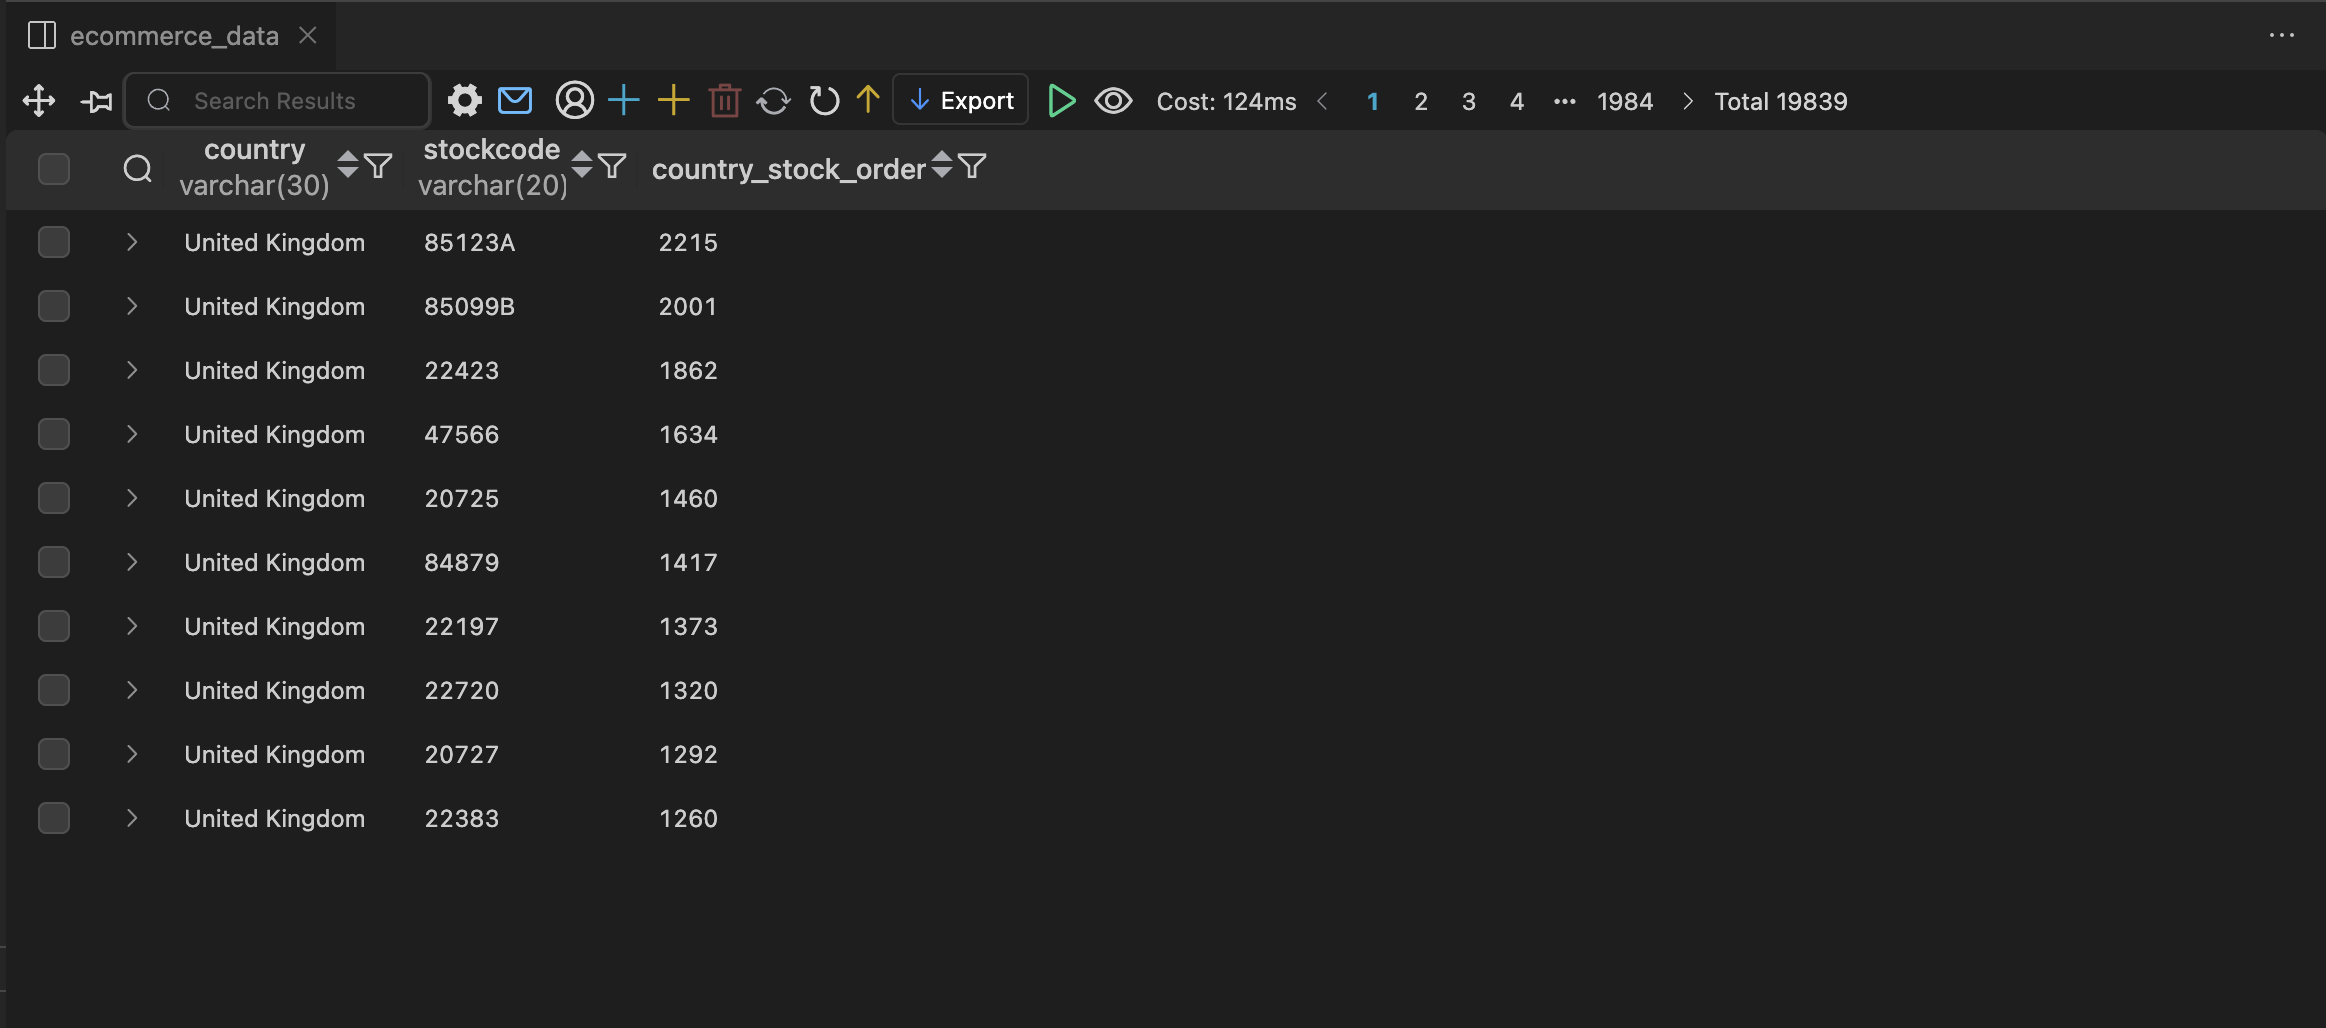 ecommerce_data
Search Results Export Cost: 124ms 1 2 3 4 ••• 1984 Total 19839
country stockcode country_stock_order
varchar(30) varchar(20)
United Kingdom 85123A 2215
United Kingdom 85099B 2001
United Kingdom 22423 1862
United Kingdom 47566 1634
United Kingdom 20725 1460
United Kingdom 84879 1417
United Kingdom 22197 1373
United Kingdom 22720 1320
United Kingdom 20727 1292
United Kingdom 22383 1260